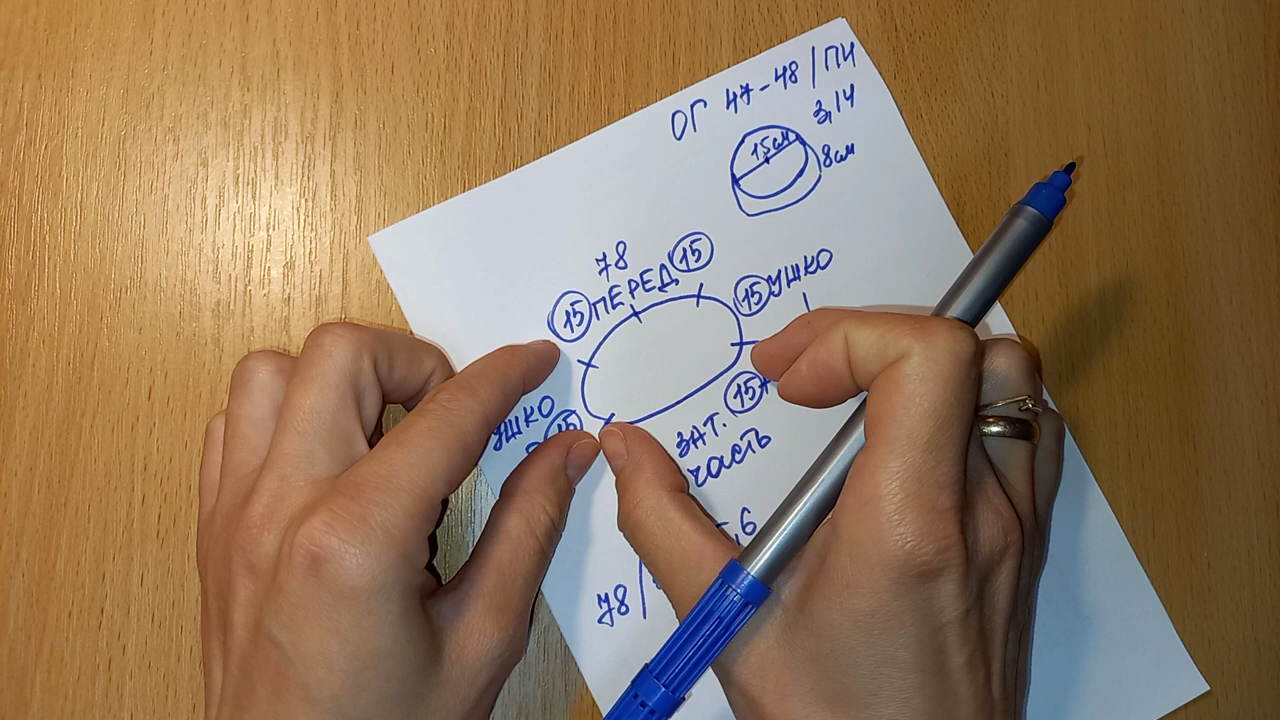 ОГ 47-48 / ПИ
3,14
15см
8см
78
15 ПЕРЕД 15
15 УШКО
УШКО
15
ЗАТ. 15
часть
78 /
,6